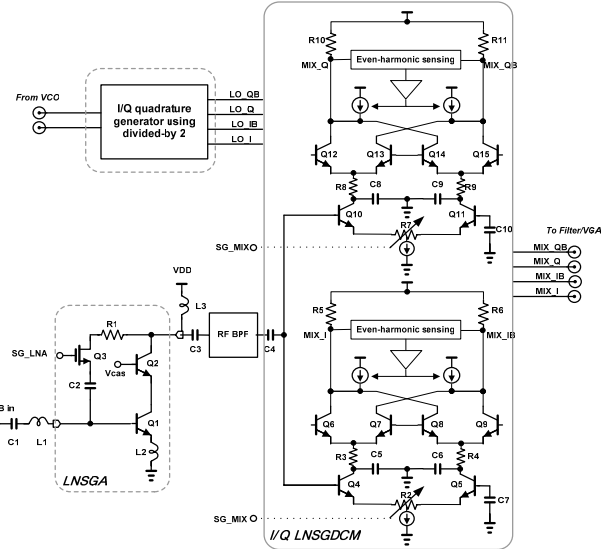 R10
R11
MIX_Q
Even-harmonic sensing
MIX_QB
From VCO
I/Q quadrature
generator using
divided-by 2
LO_QB
LO_Q
LO_IB
LO_I
Q12
Q13
Q14
Q15
R8
C8
C9
R9
Q10
R7
Q11
C10
SG_MIX
To Filter/VGA
MIX_QB
MIX_Q
MIX_IB
MIX_I
VDD
L3
R5
R6
MIX_I
Even-harmonic sensing
MIX_IB
R1
SG_LNA
Q3
Q2
Vcas
C2
C3
RF BPF
C4
B in
C1
L1
Q1
L2
LNSGA
Q6
Q7
Q8
Q9
R3
C5
C6
R4
Q4
R2
Q5
C7
SG_MIX
I/Q LNSGDCM